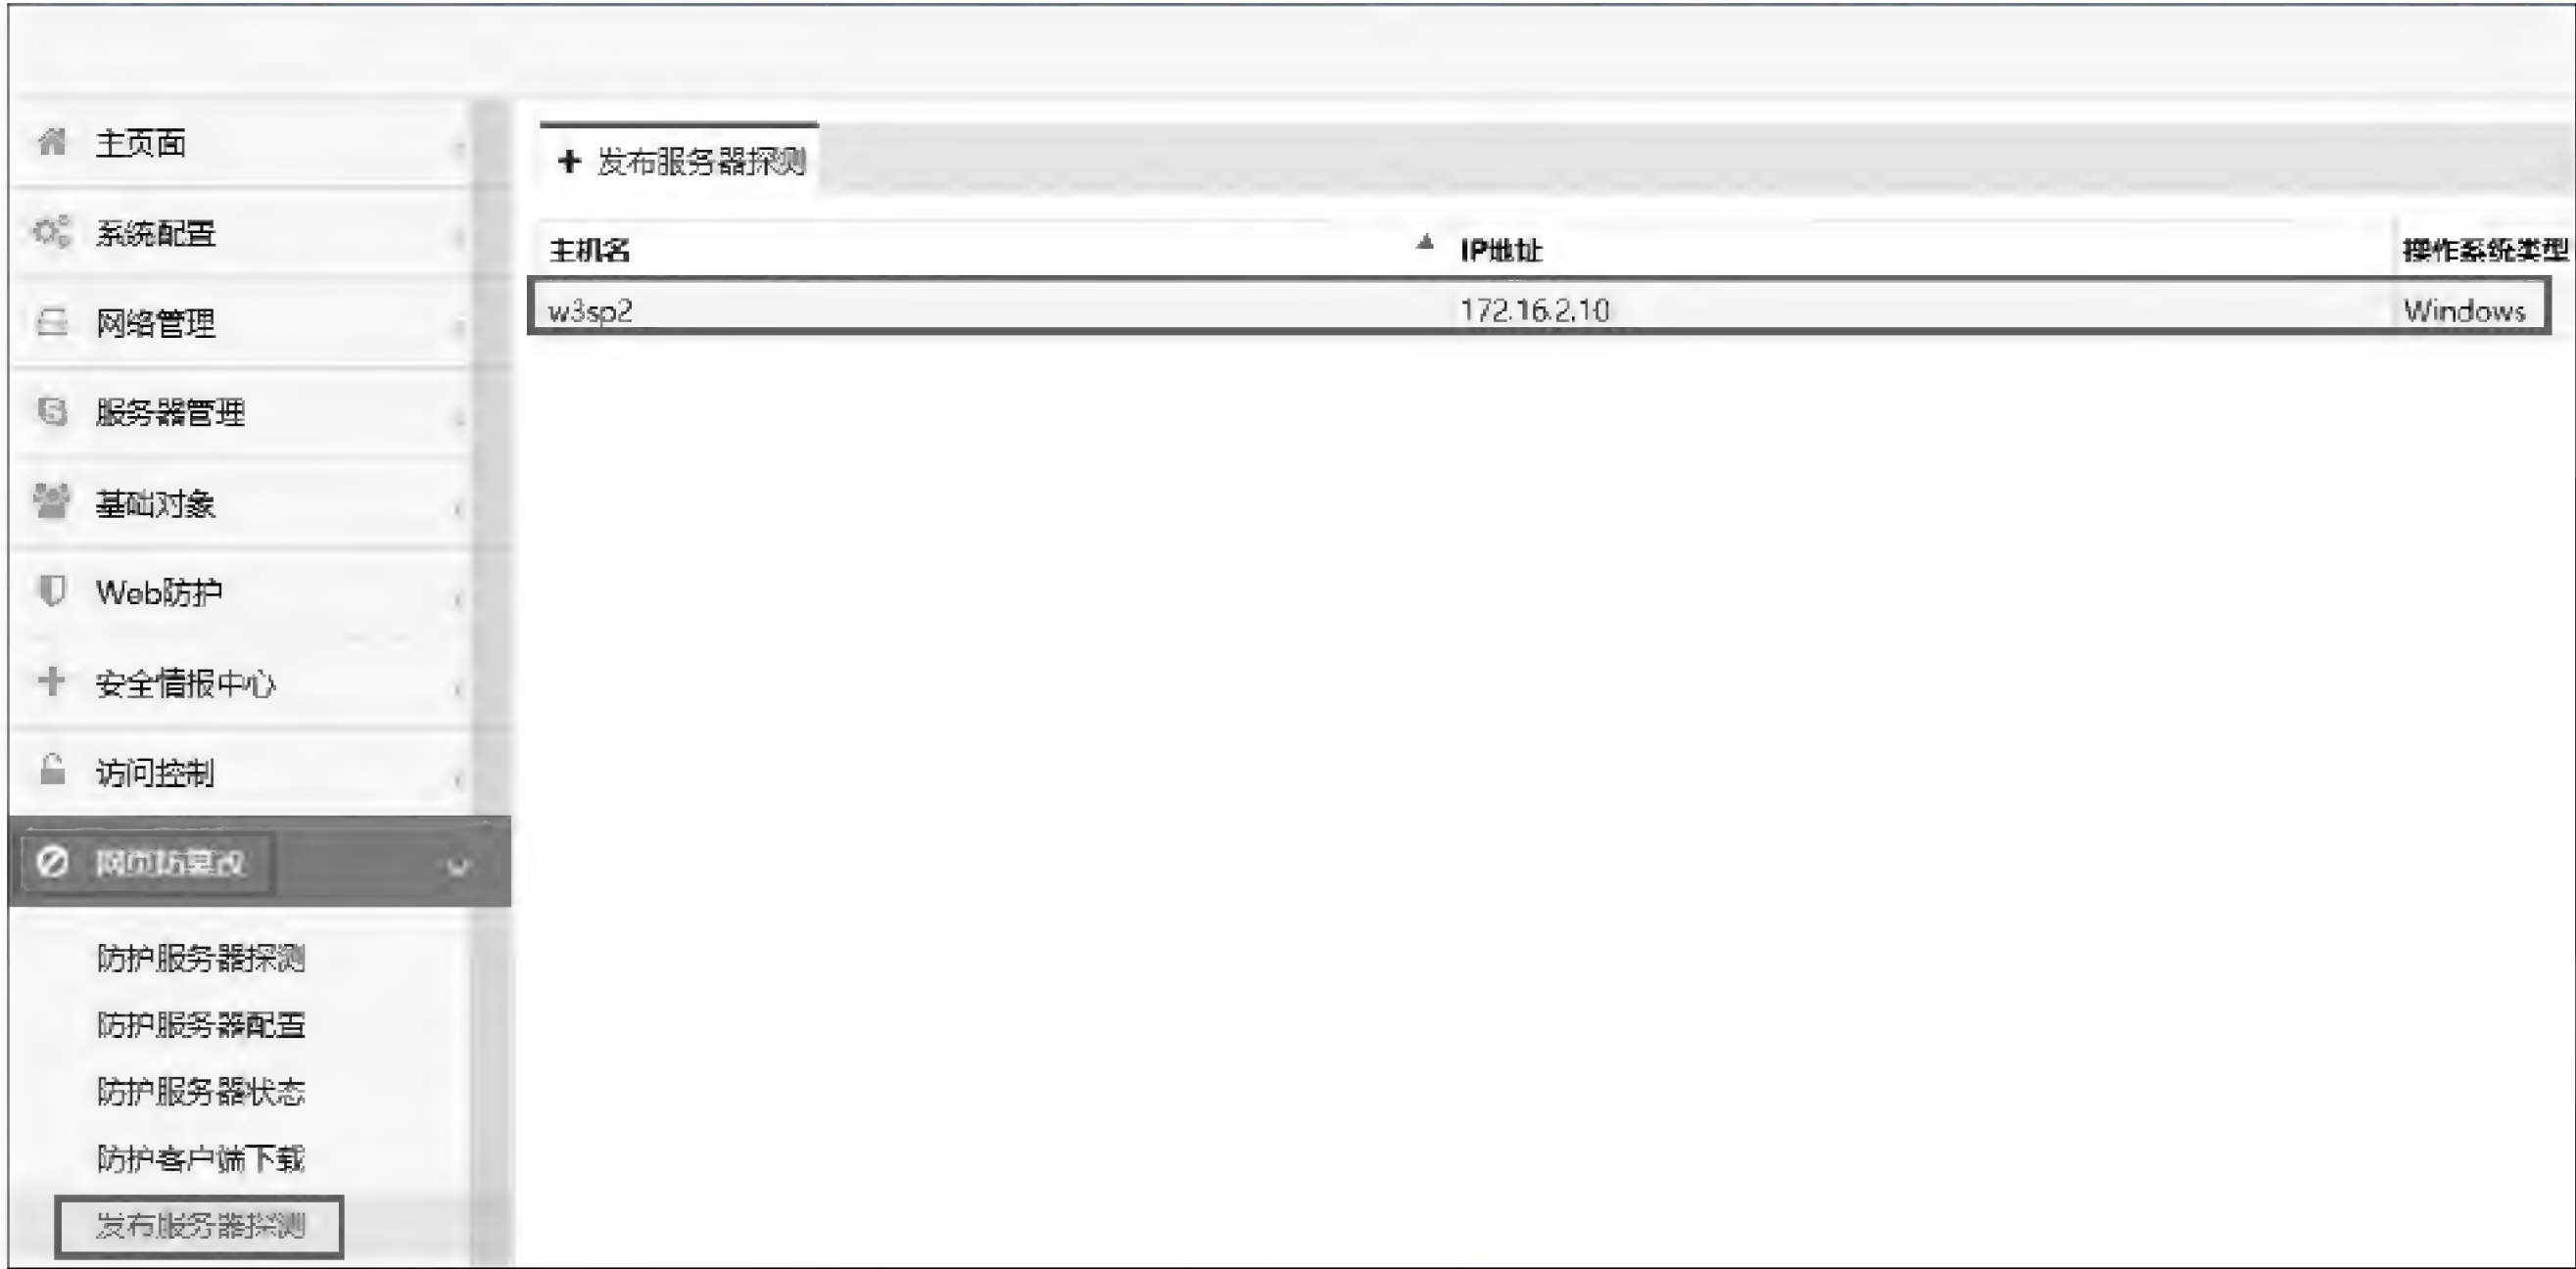 主页面
系统配置
网络管理
服务器管理
基础对象
Web防护
安全情报中心
访问控制
网页防篡改
防护服务器探测
防护服务器配置
防护服务器状态
防护客户端下载
发布服务器探测
发布服务器探测
主机名 IP地址 操作系统类型
w3sp2 172.16.2.10 Windows